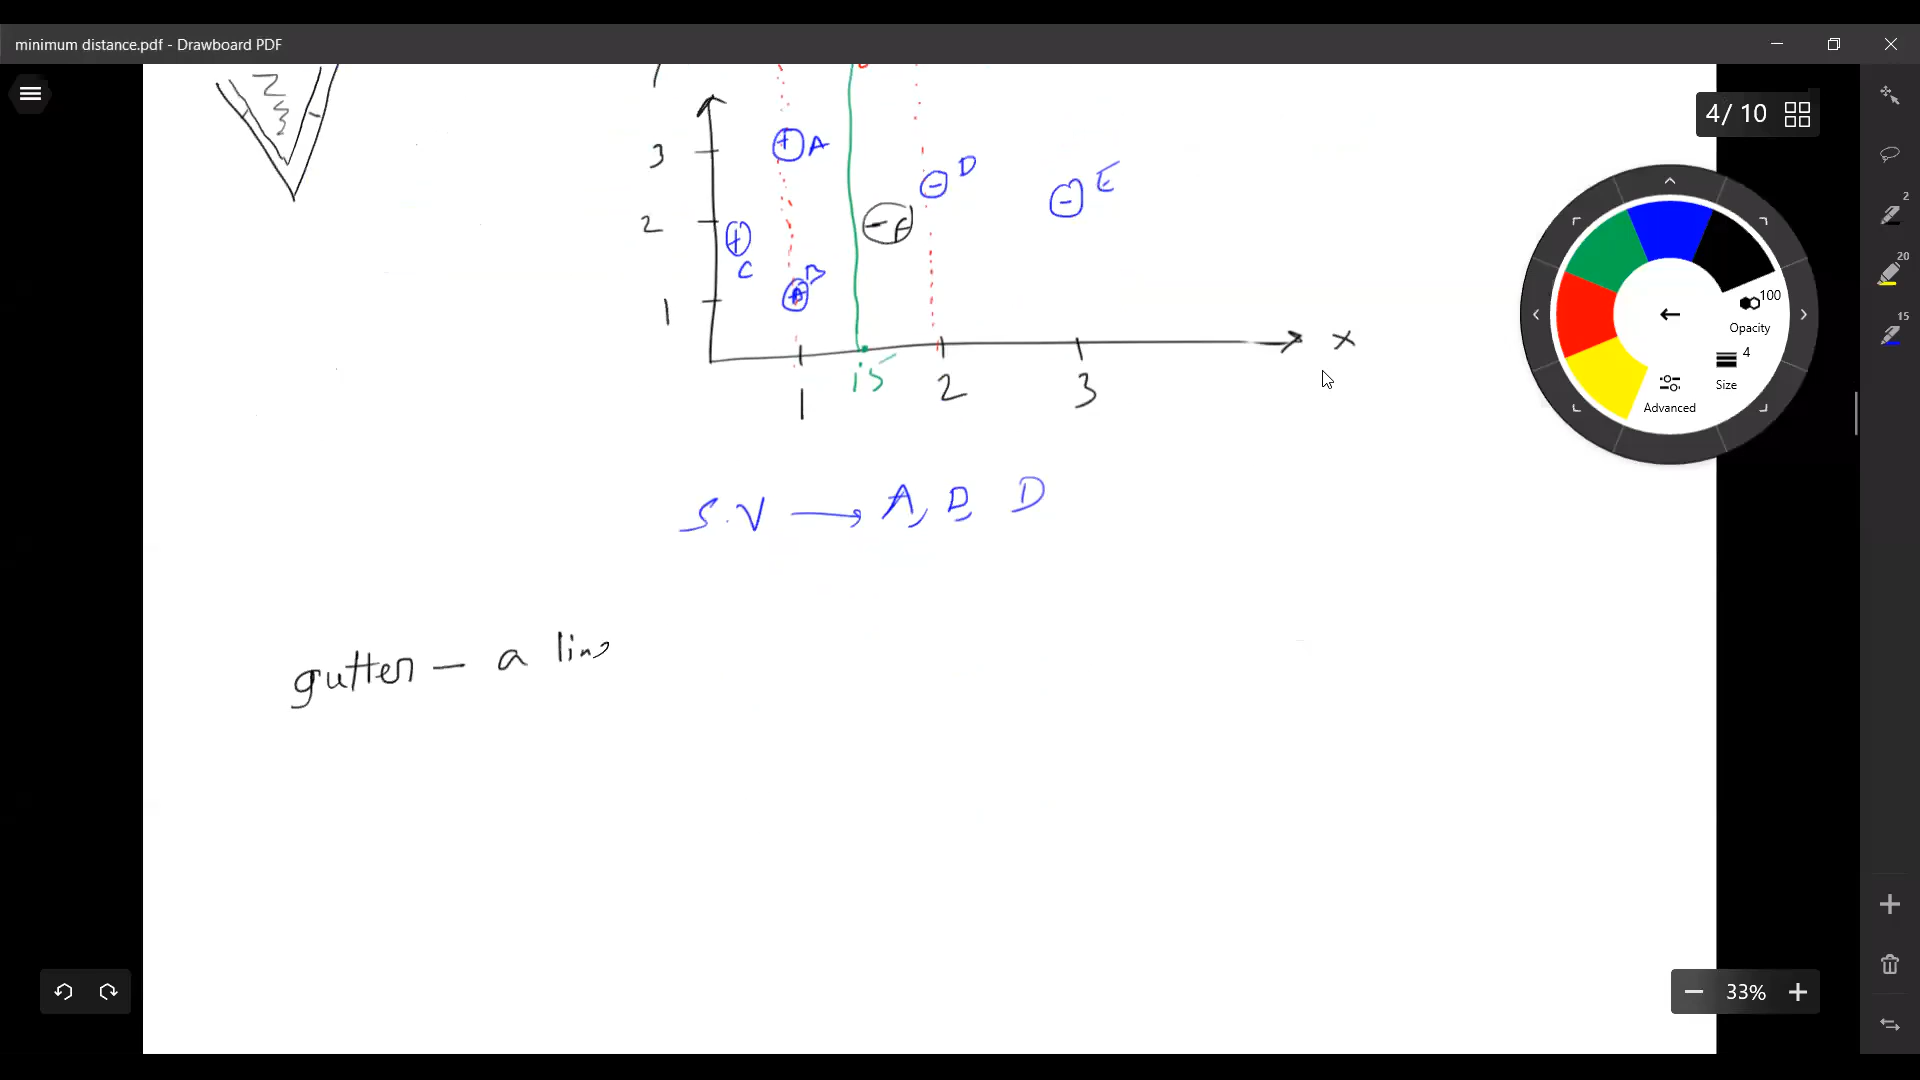 minimum distance.pdf - Drawboard PDF
4/ 10
3 + A
- D
- E
2
- F
+
C
B
1
x
1 1.5 2 3
S.V → A, B, D
gutter - a line
2
20
15
100
Opacity
4
Size
Advanced
33%